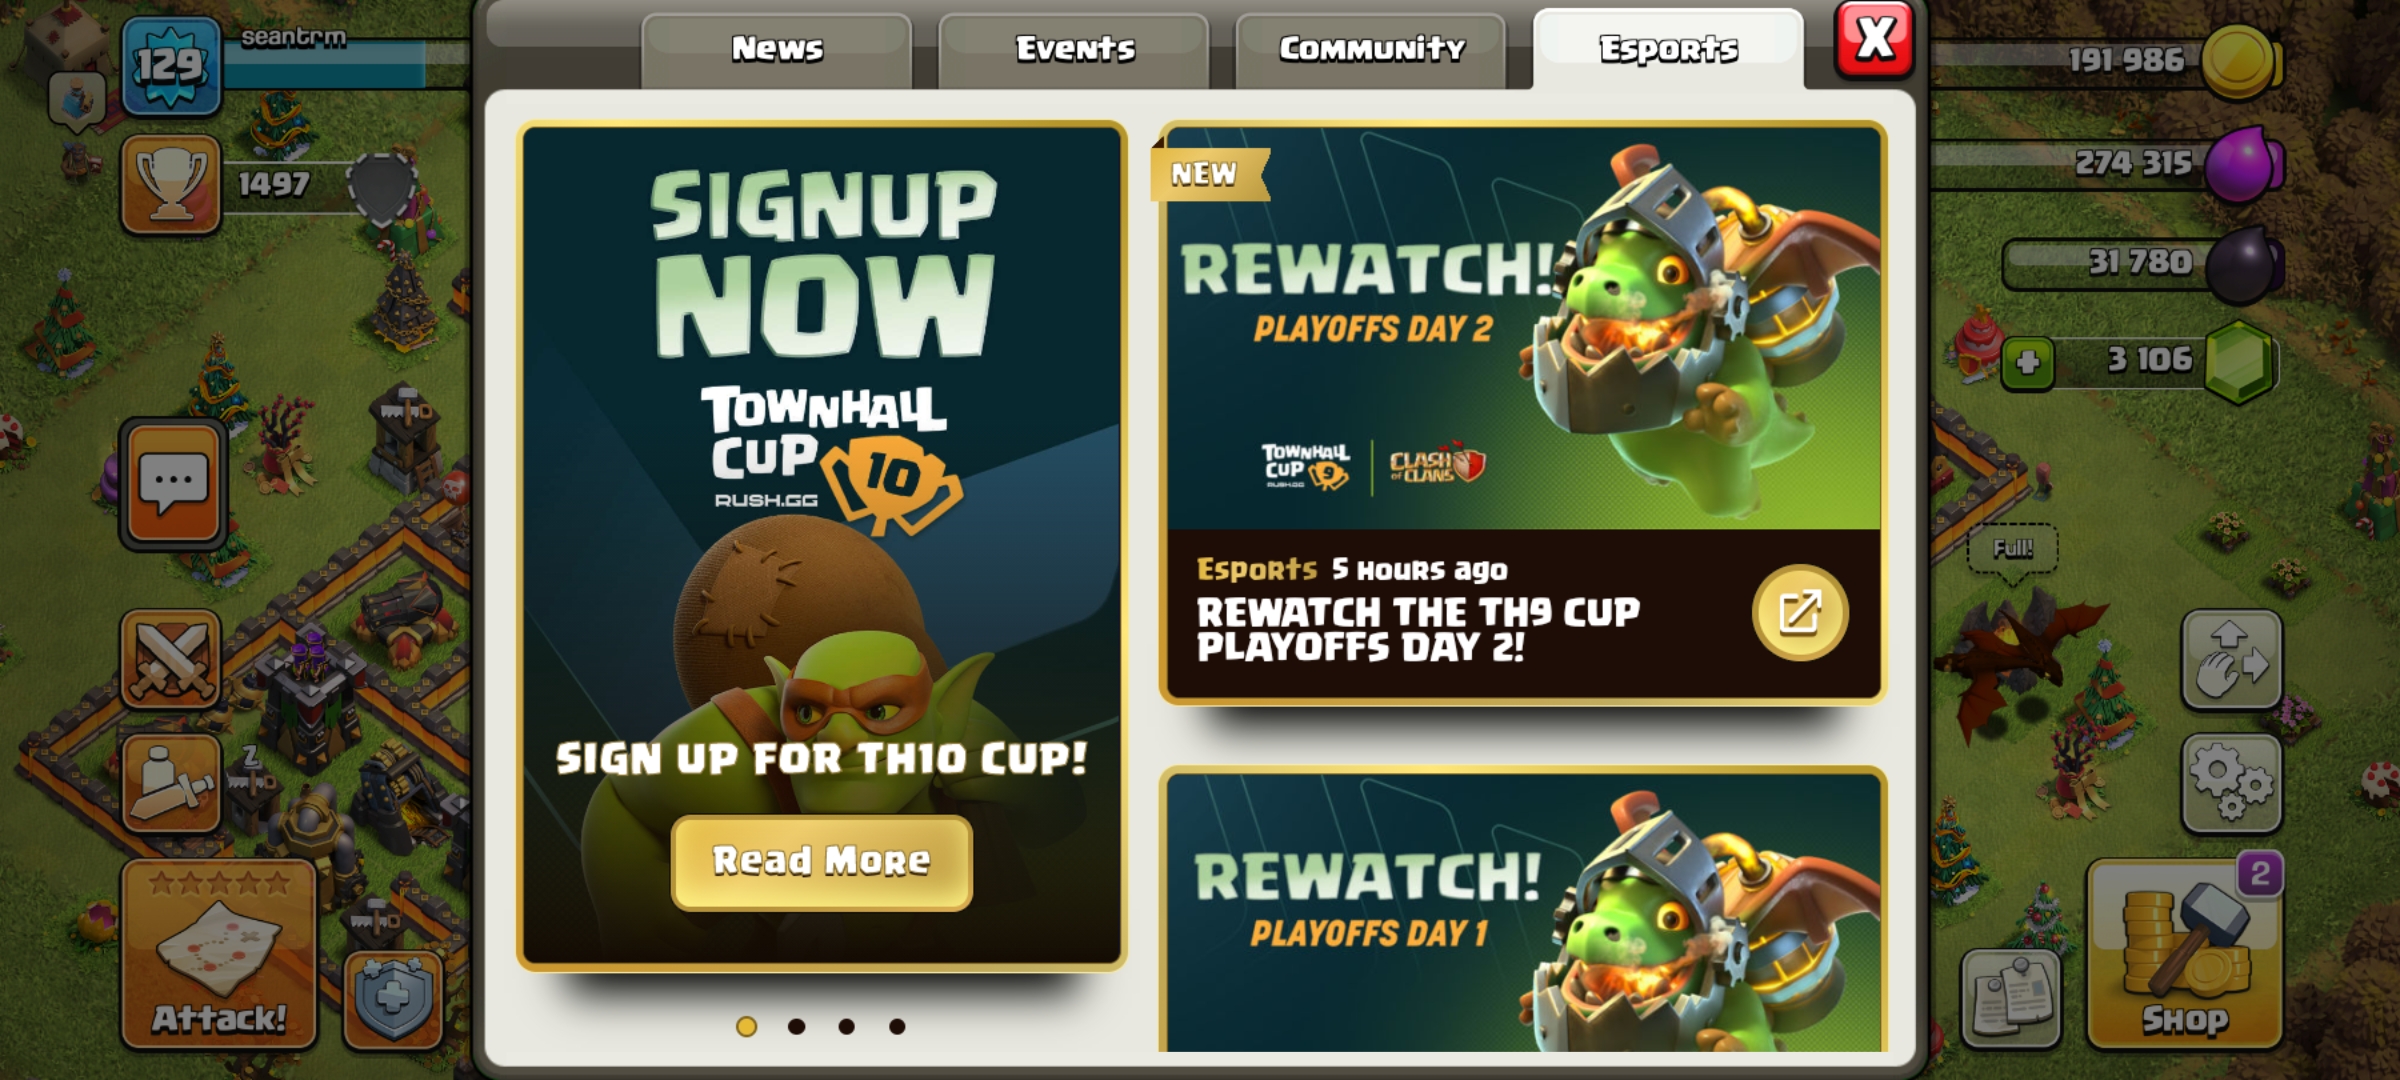 129
seantrm
1497
Attack!
News
Events
Community
Esports
X
SIGNUP
NOW
TOWNHALL
CUP
10
RUSH.GG
SIGN UP FOR TH10 CUP!
Read More
NEW
REWATCH!
PLAYOFFS DAY 2
TOWNHALL
CUP
9
RUSH.GG
CLASH
OF CLANS
Esports 5 hours ago
REWATCH THE TH9 CUP
PLAYOFFS DAY 2!
REWATCH!
PLAYOFFS DAY 1
191 986
274 315
31 780
3 106
Full!
2
Shop
Z